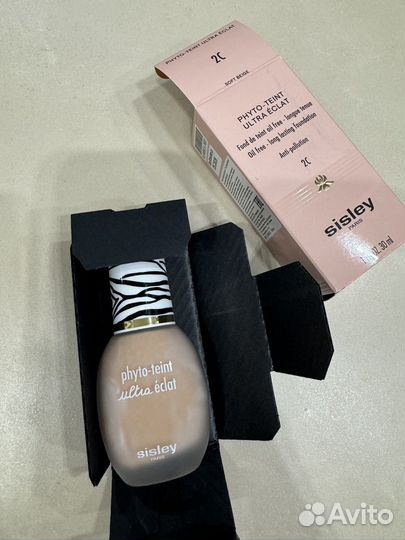 PHYTO-TEINT ULTRA ÉCLAT
2C
SOFT BEIGE
PHYTO-TEINT
ULTRA ÉCLAT
Fond de teint oil free - longue tenue
Oil free - long lasting foundation
Anti-pollution
2C
sisley
PARIS
30 ml
phyto-teint
ultra éclat
sisley
PARIS
Avito